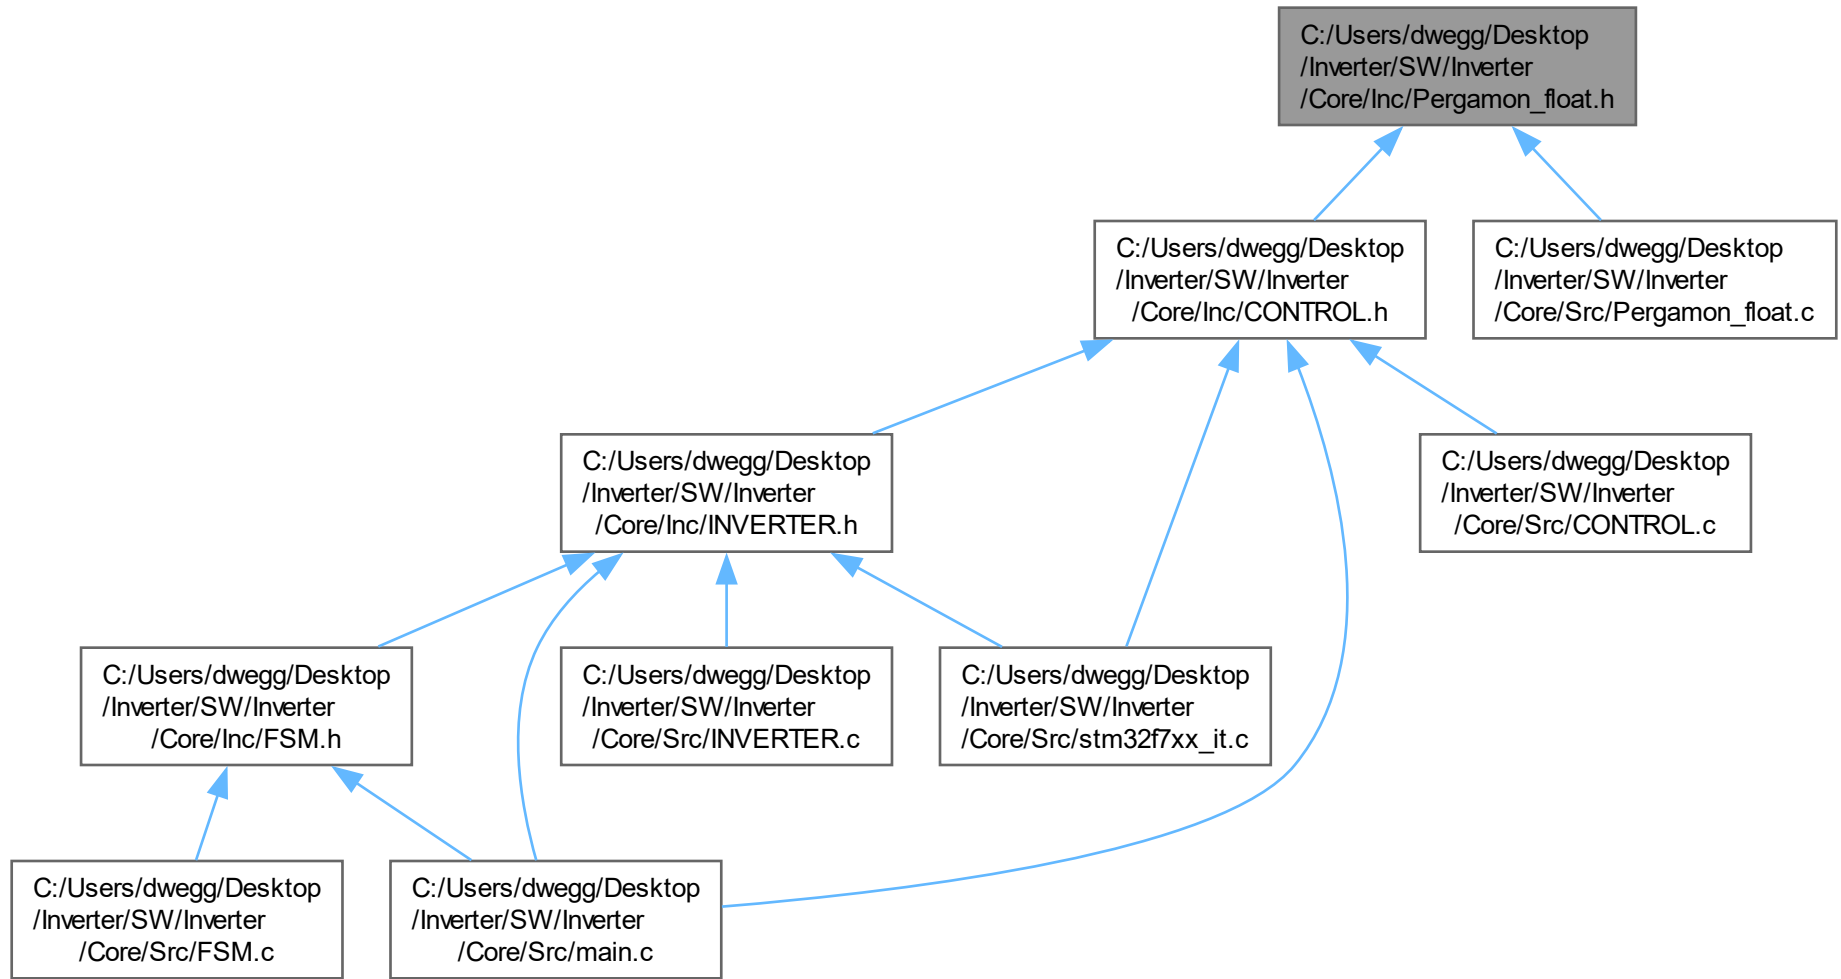 C:/Users/dwegg/Desktop
/Inverter/SW/Inverter
/Core/Inc/Pergamon_float.h
C:/Users/dwegg/Desktop
/Inverter/SW/Inverter
/Core/Inc/CONTROL.h
C:/Users/dwegg/Desktop
/Inverter/SW/Inverter
/Core/Src/Pergamon_float.c
C:/Users/dwegg/Desktop
/Inverter/SW/Inverter
/Core/Inc/INVERTER.h
C:/Users/dwegg/Desktop
/Inverter/SW/Inverter
/Core/Src/CONTROL.c
C:/Users/dwegg/Desktop
/Inverter/SW/Inverter
/Core/Inc/FSM.h
C:/Users/dwegg/Desktop
/Inverter/SW/Inverter
/Core/Src/INVERTER.c
C:/Users/dwegg/Desktop
/Inverter/SW/Inverter
/Core/Src/stm32f7xx_it.c
C:/Users/dwegg/Desktop
/Inverter/SW/Inverter
/Core/Src/FSM.c
C:/Users/dwegg/Desktop
/Inverter/SW/Inverter
/Core/Src/main.c